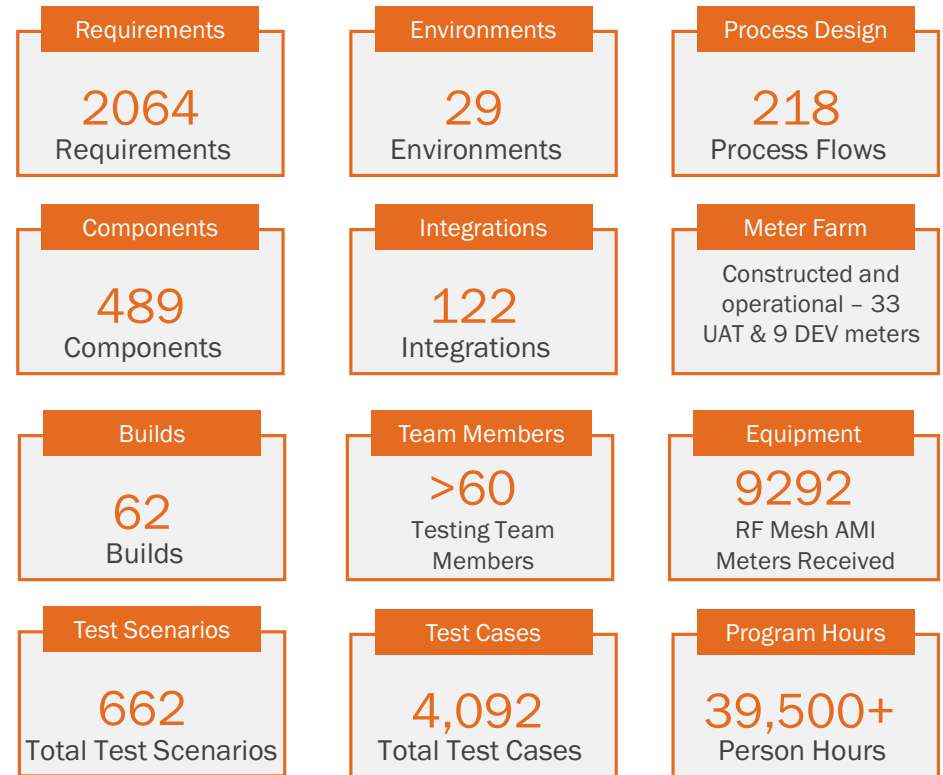 Requirements
2064
Requirements
Environments
29
Environments
Process Design
218
Process Flows
Components
489
Components
Integrations
122
Integrations
Meter Farm
Constructed and
operational – 33
UAT & 9 DEV meters
Builds
62
Builds
Team Members
>60
Testing Team
Members
Equipment
9292
RF Mesh AMI
Meters Received
Test Scenarios
662
Total Test Scenarios
Test Cases
4,092
Total Test Cases
Program Hours
39,500+
Person Hours